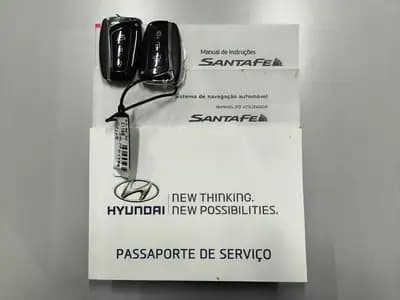 Manual de Instruções
SANTA FE
Sistema de navegação automóvel
MANUAL DO UTILIZADOR
SANTA FE
HYUNDAI
NEW THINKING.
NEW POSSIBILITIES.
PASSAPORTE DE SERVIÇO